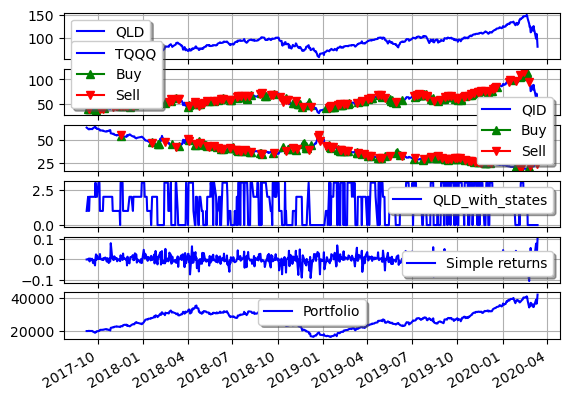 150
100
QLD
TQQQ
Buy
Sell
100
50
QID
Buy
Sell
50
25
2.5
0.0
QLD_with_states
0.1
0.0
-0.1
Simple returns
40000
20000
Portfolio
2017-10
2018-01
2018-04
2018-07
2018-10
2019-01
2019-04
2019-07
2019-10
2020-01
2020-04